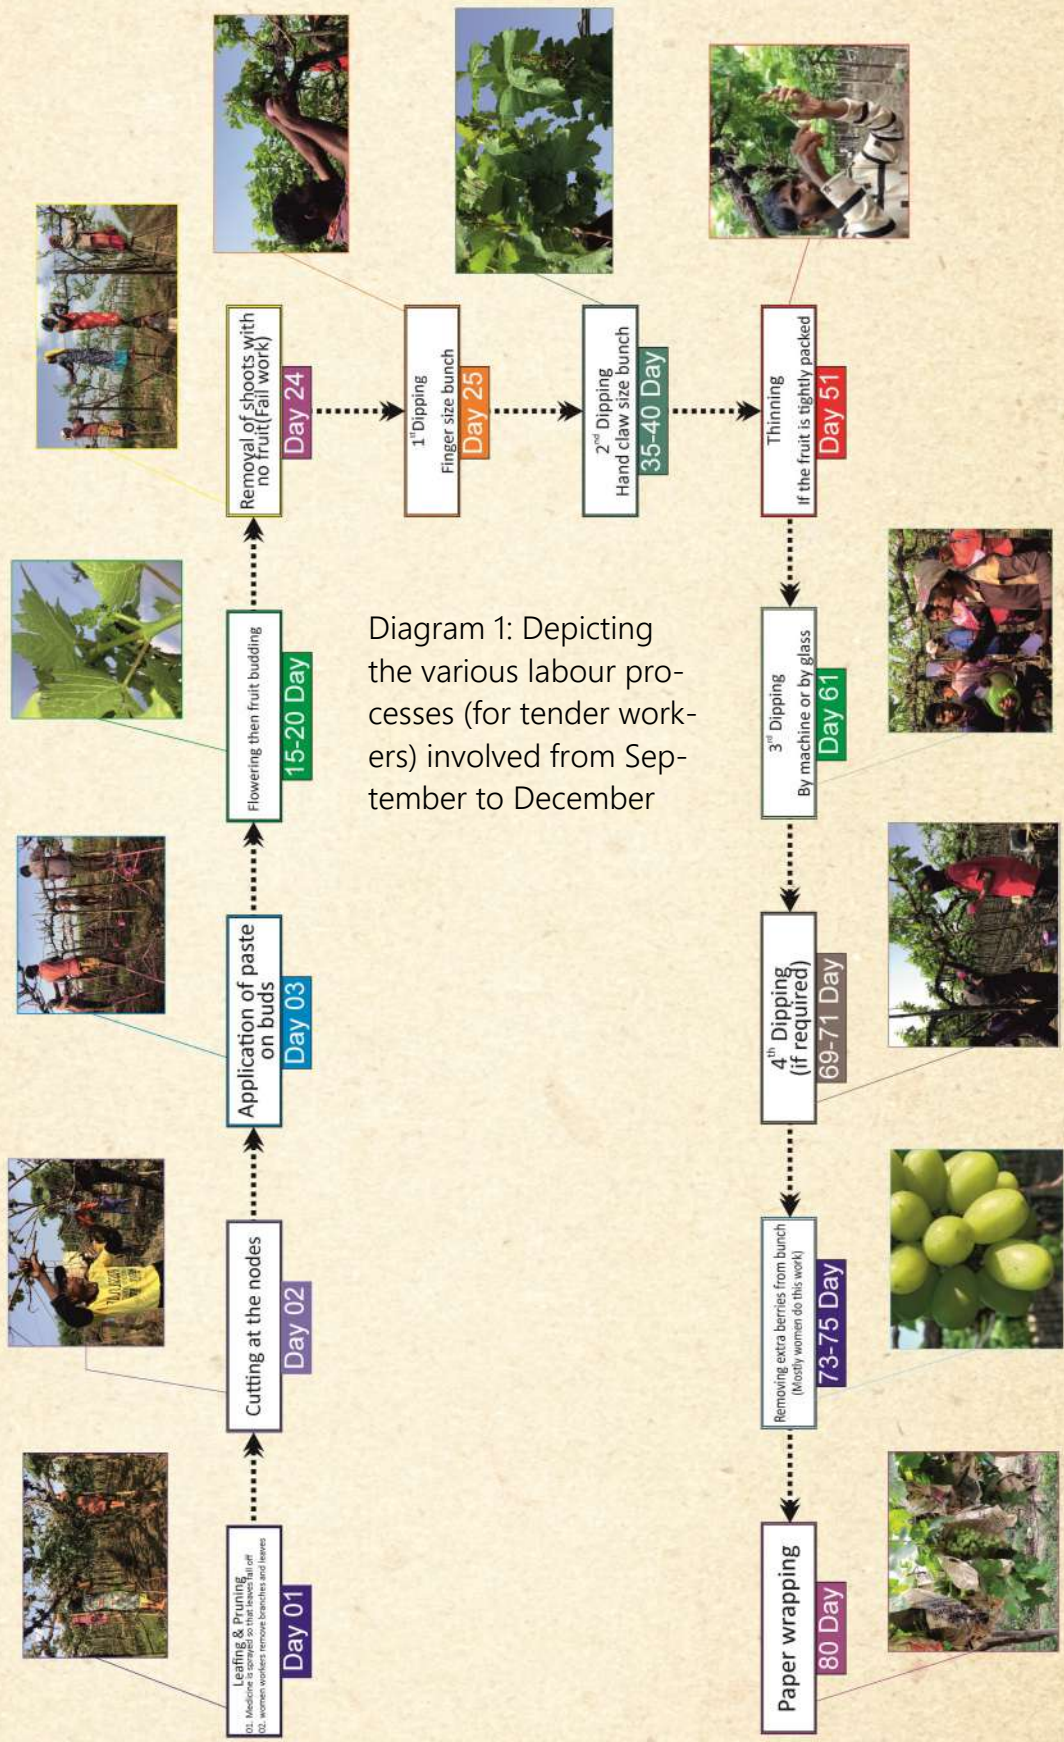 Leafing & Pruning
01. Medicine is sprayed so that leaves fall off
02. women workers remove branches and leaves
Day 01
Cutting at the nodes
Day 02
Application of paste
on buds
Day 03
Flowering then fruit budding
15-20 Day
Removal of shoots with
no fruit(Fail work)
Day 24
1st Dipping
Finger size bunch
Day 25
2nd Dipping
Hand claw size bunch
35-40 Day
Thinning
If the fruit is tightly packed
Day 51
3rd Dipping
By machine or by glass
Day 61
4th Dipping
(if required)
69-71 Day
Removing extra berries from bunch
(Mostly women do this work)
73-75 Day
Paper wrapping
80 Day
Diagram 1: Depicting
the various labour pro-
cesses (for tender work-
ers) involved from Sep-
tember to December